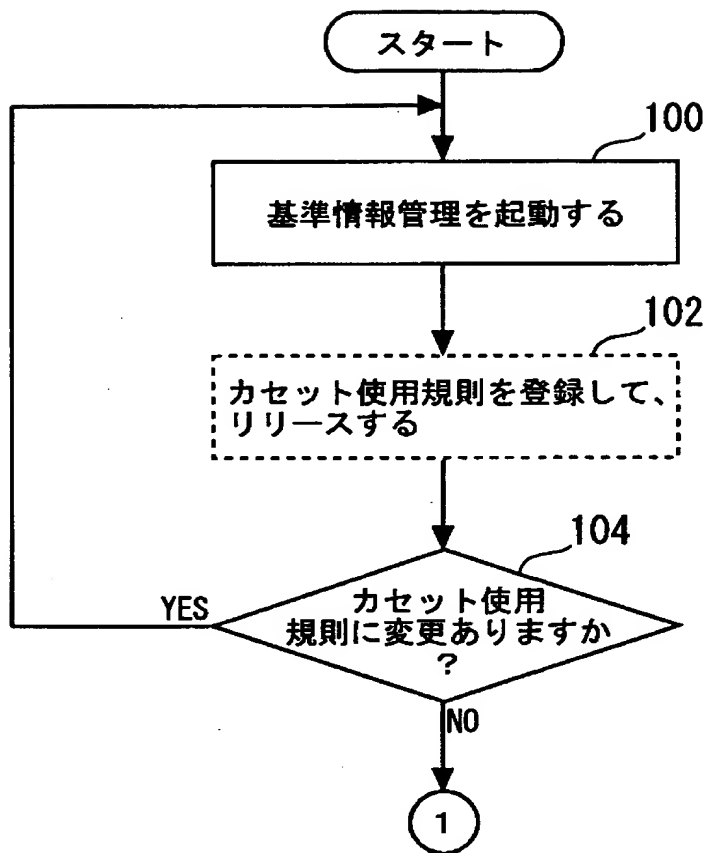 スタート
100
基準情報管理を起動する
102
カセット使用規則を登録して、
リリースする
104
カセット使用
規則に変更ありますか
?
YES
NO
1